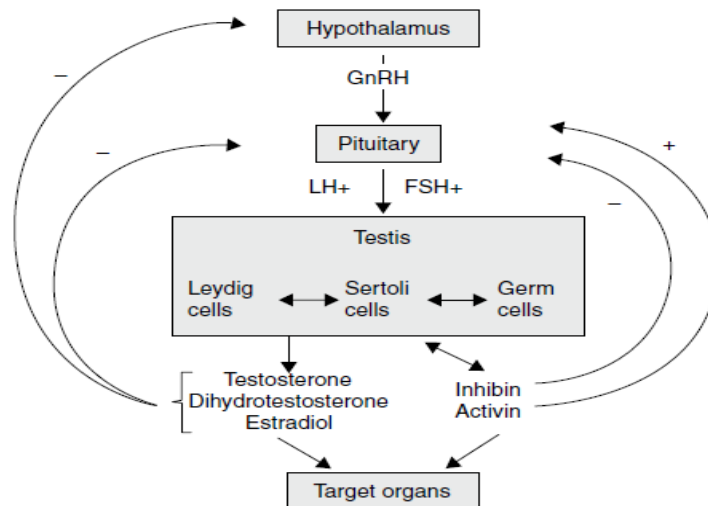 Hypothalamus
–
GnRH
–
Pituitary
+
LH+ FSH+
–
Testis
Leydig cells
Sertoli cells
Germ cells
Testosterone
Dihydrotestosterone
Estradiol
Inhibin
Activin
Target organs